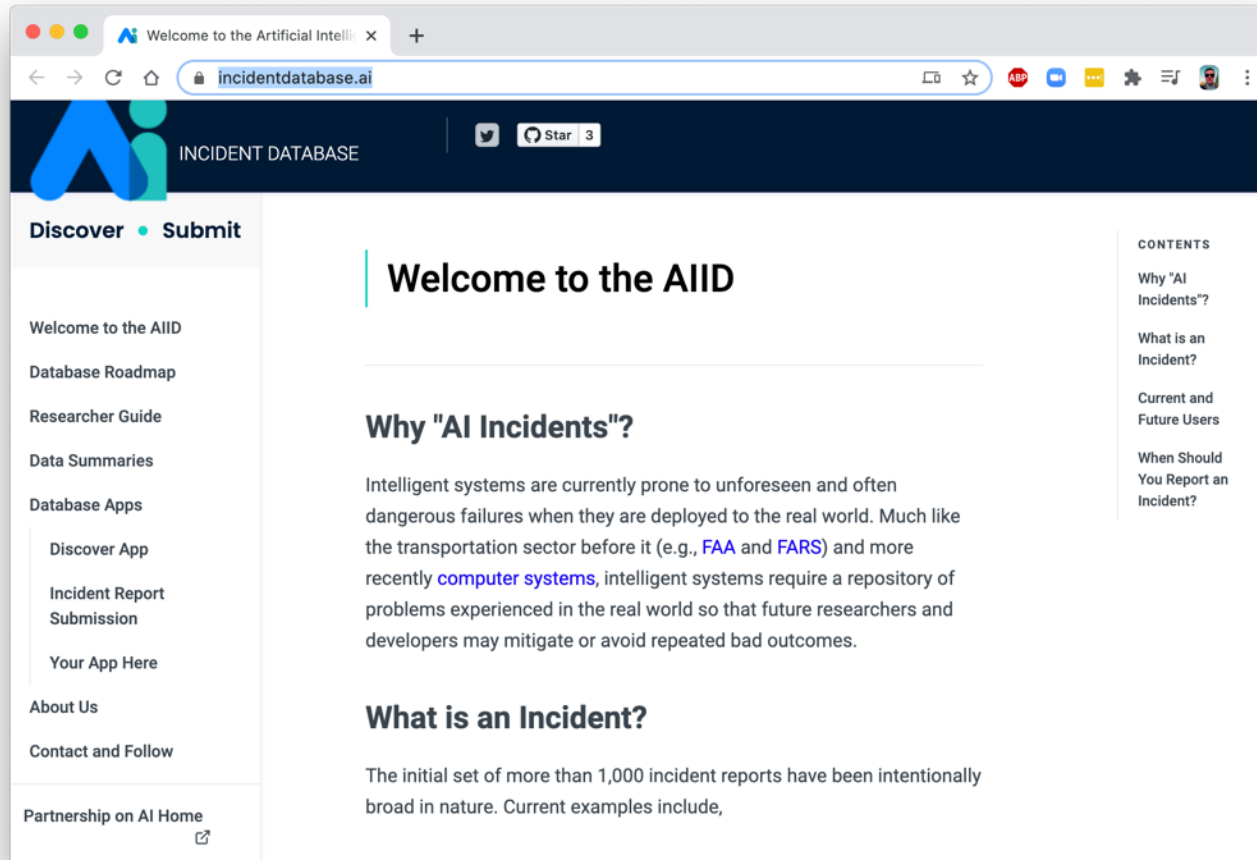 Welcome to the Artificial Intelli
incidentdatabase.ai
ABP
Ai
INCIDENT DATABASE
Star 3
Discover • Submit
Welcome to the AIID
Database Roadmap
Researcher Guide
Data Summaries
Database Apps
Discover App
Incident Report
Submission
Your App Here
About Us
Contact and Follow
Partnership on AI Home
Welcome to the AIID
Why "AI Incidents"?
Intelligent systems are currently prone to unforeseen and often
dangerous failures when they are deployed to the real world. Much like
the transportation sector before it (e.g., FAA and FARS) and more
recently computer systems, intelligent systems require a repository of
problems experienced in the real world so that future researchers and
developers may mitigate or avoid repeated bad outcomes.
What is an Incident?
The initial set of more than 1,000 incident reports have been intentionally
broad in nature. Current examples include,
CONTENTS
Why "AI
Incidents"?
What is an
Incident?
Current and
Future Users
When Should
You Report an
Incident?